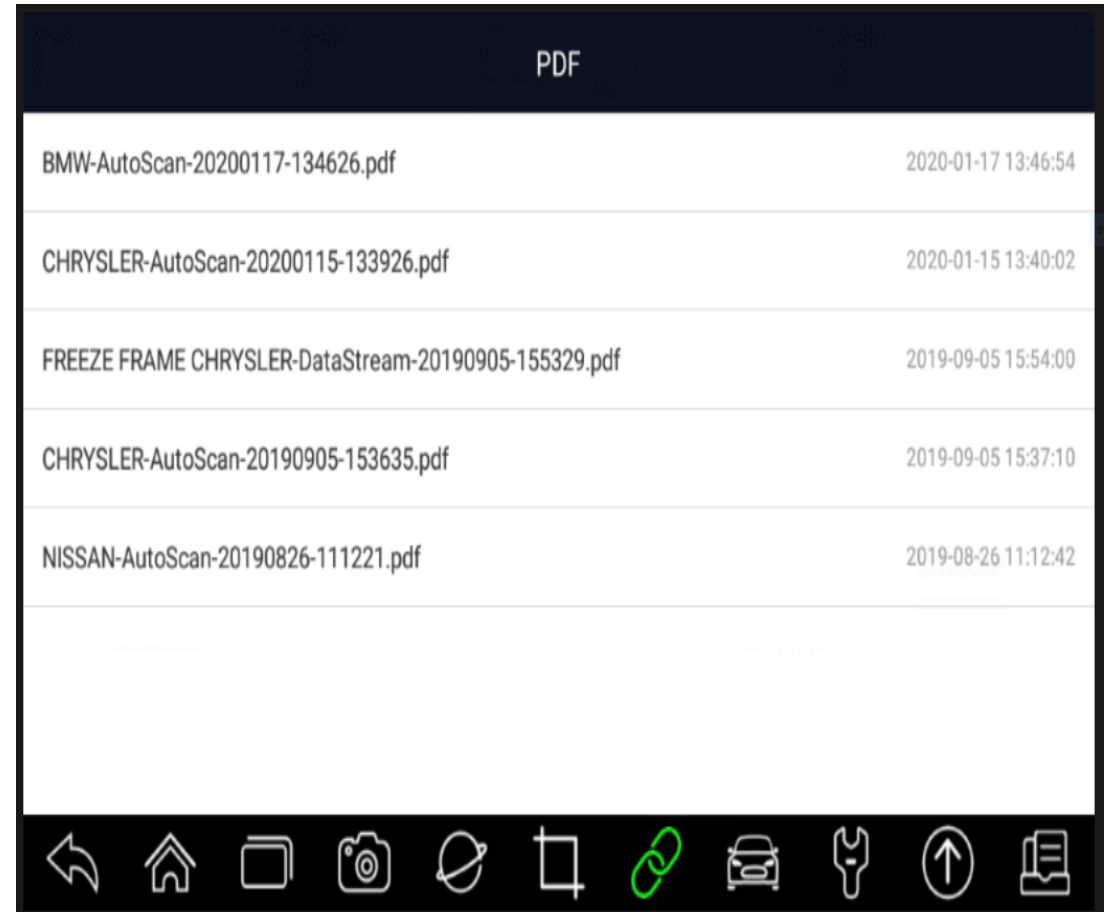 PDF
BMW-AutoScan-20200117-134626.pdf 2020-01-17 13:46:54
CHRYSLER-AutoScan-20200115-133926.pdf 2020-01-15 13:40:02
FREEZE FRAME CHRYSLER-DataStream-20190905-155329.pdf 2019-09-05 15:54:00
CHRYSLER-AutoScan-20190905-153635.pdf 2019-09-05 15:37:10
NISSAN-AutoScan-20190826-111221.pdf 2019-08-26 11:12:42